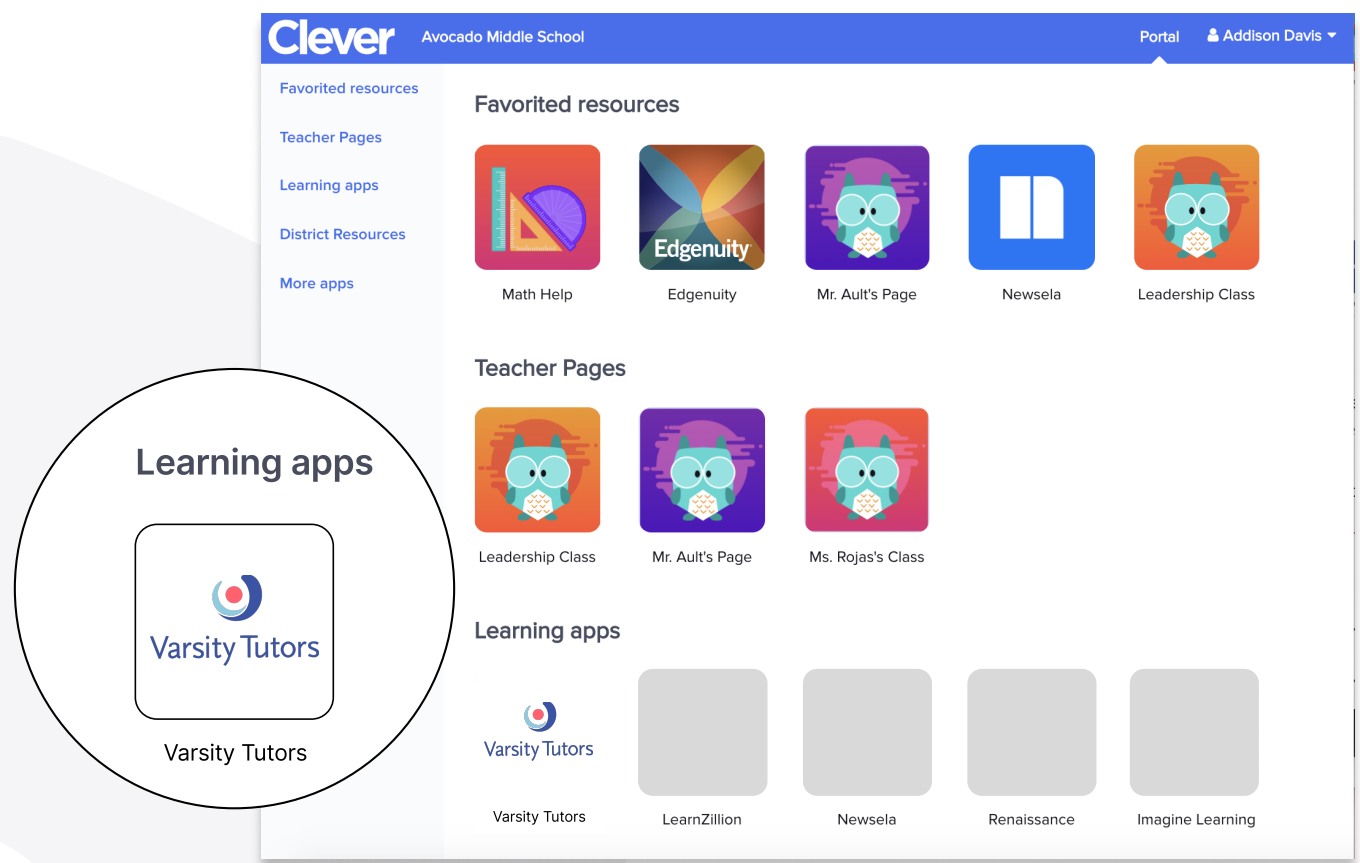 Clever
Avocado Middle School
Portal
Addison Davis
Favorited resources
Teacher Pages
Learning apps
District Resources
More apps
Favorited resources
Edgenuity
Math Help
Edgenuity
Mr. Ault's Page
Newsela
Leadership Class
Teacher Pages
Leadership Class
Mr. Ault's Page
Ms. Rojas's Class
Learning apps
Varsity Tutors
Varsity Tutors
LearnZillion
Newsela
Renaissance
Imagine Learning
Learning apps
Varsity Tutors
Varsity Tutors